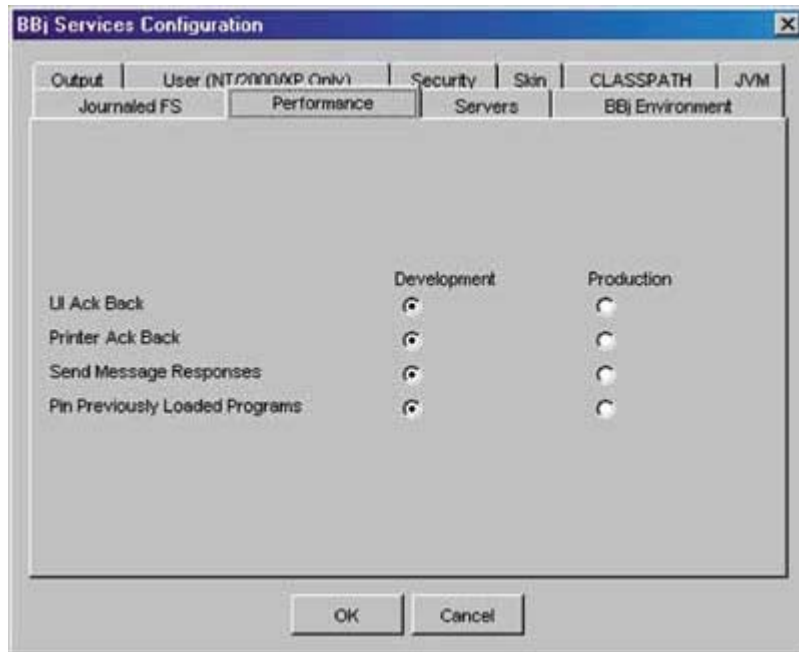 BBj Services Configuration
Output User (NT/2000/XP Only) Security Skin CLASSPATH JVM
Journaled FS Performance Servers BBj Environment
Development Production
UI Ack Back
Printer Ack Back
Send Message Responses
Pin Previously Loaded Programs
OK Cancel